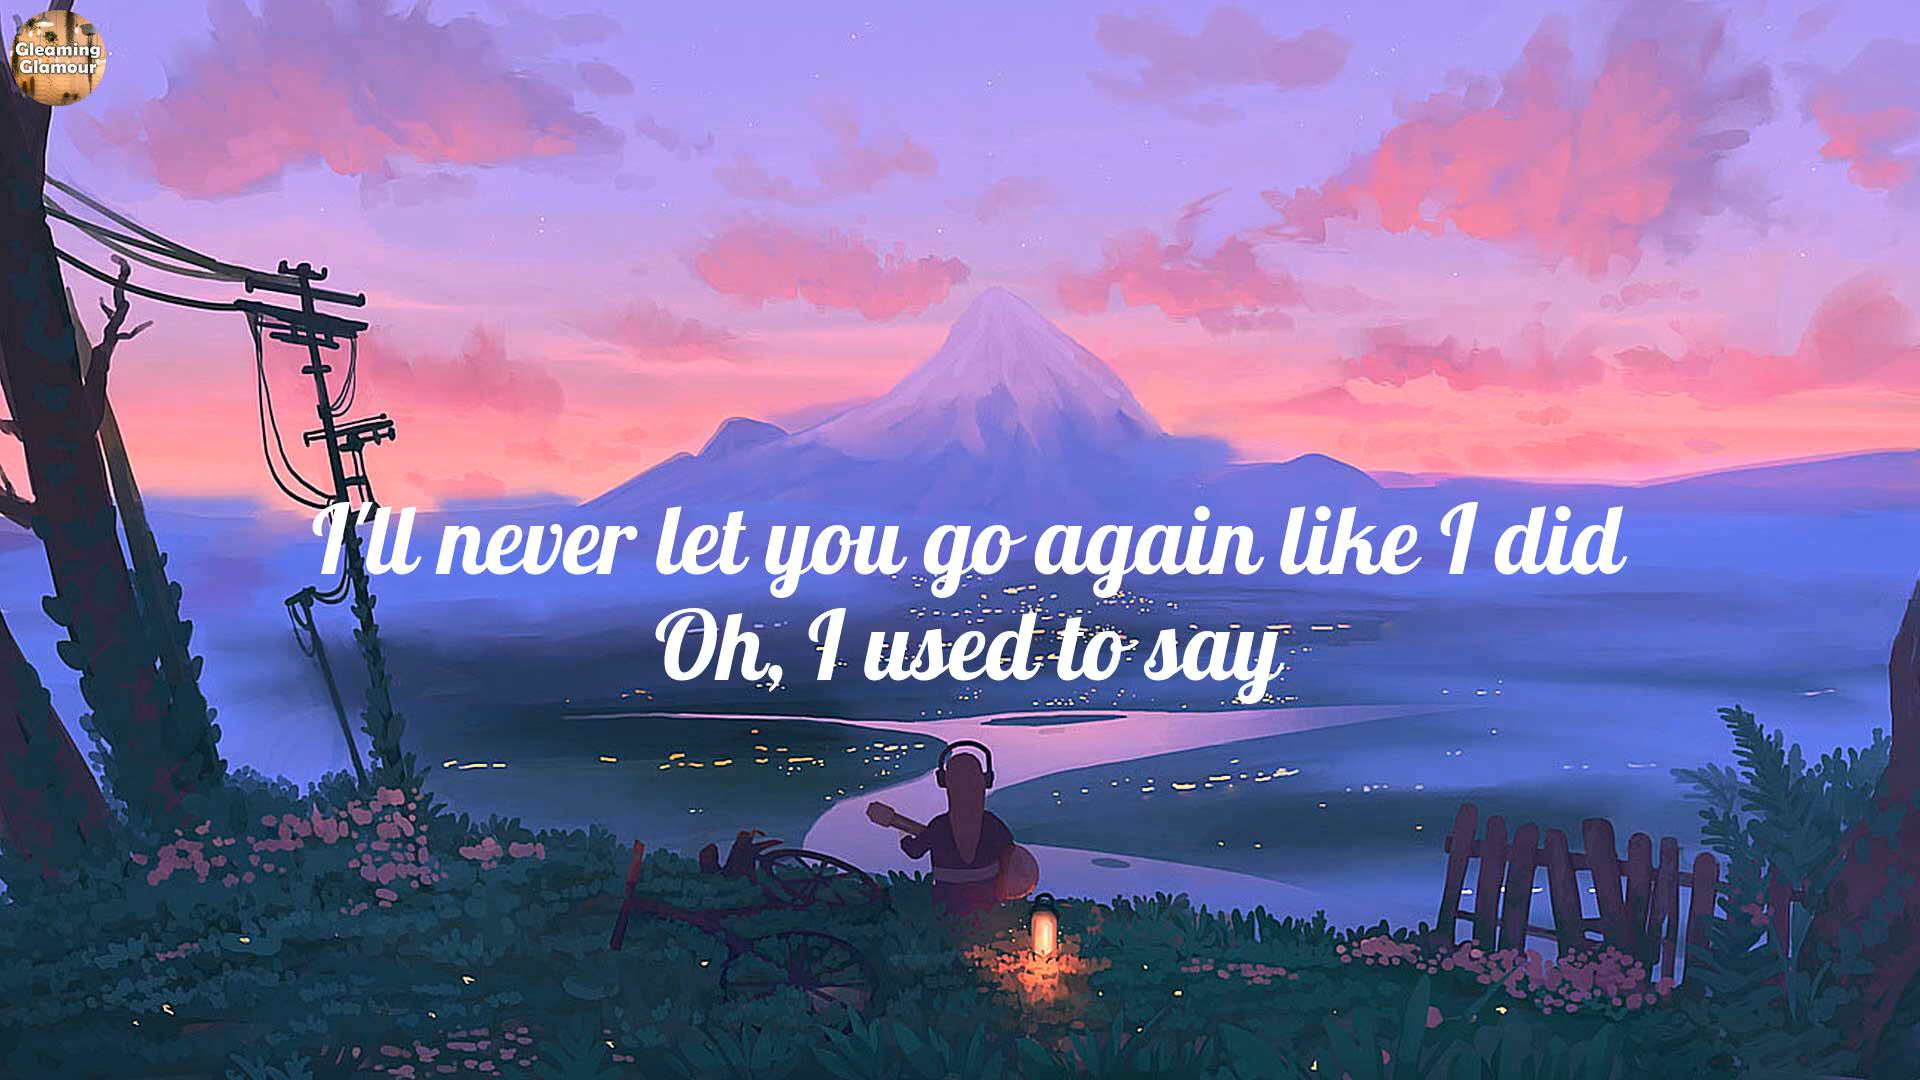 Gleaming
Glamour
I'll never let you go again like I did
Oh, I used to say